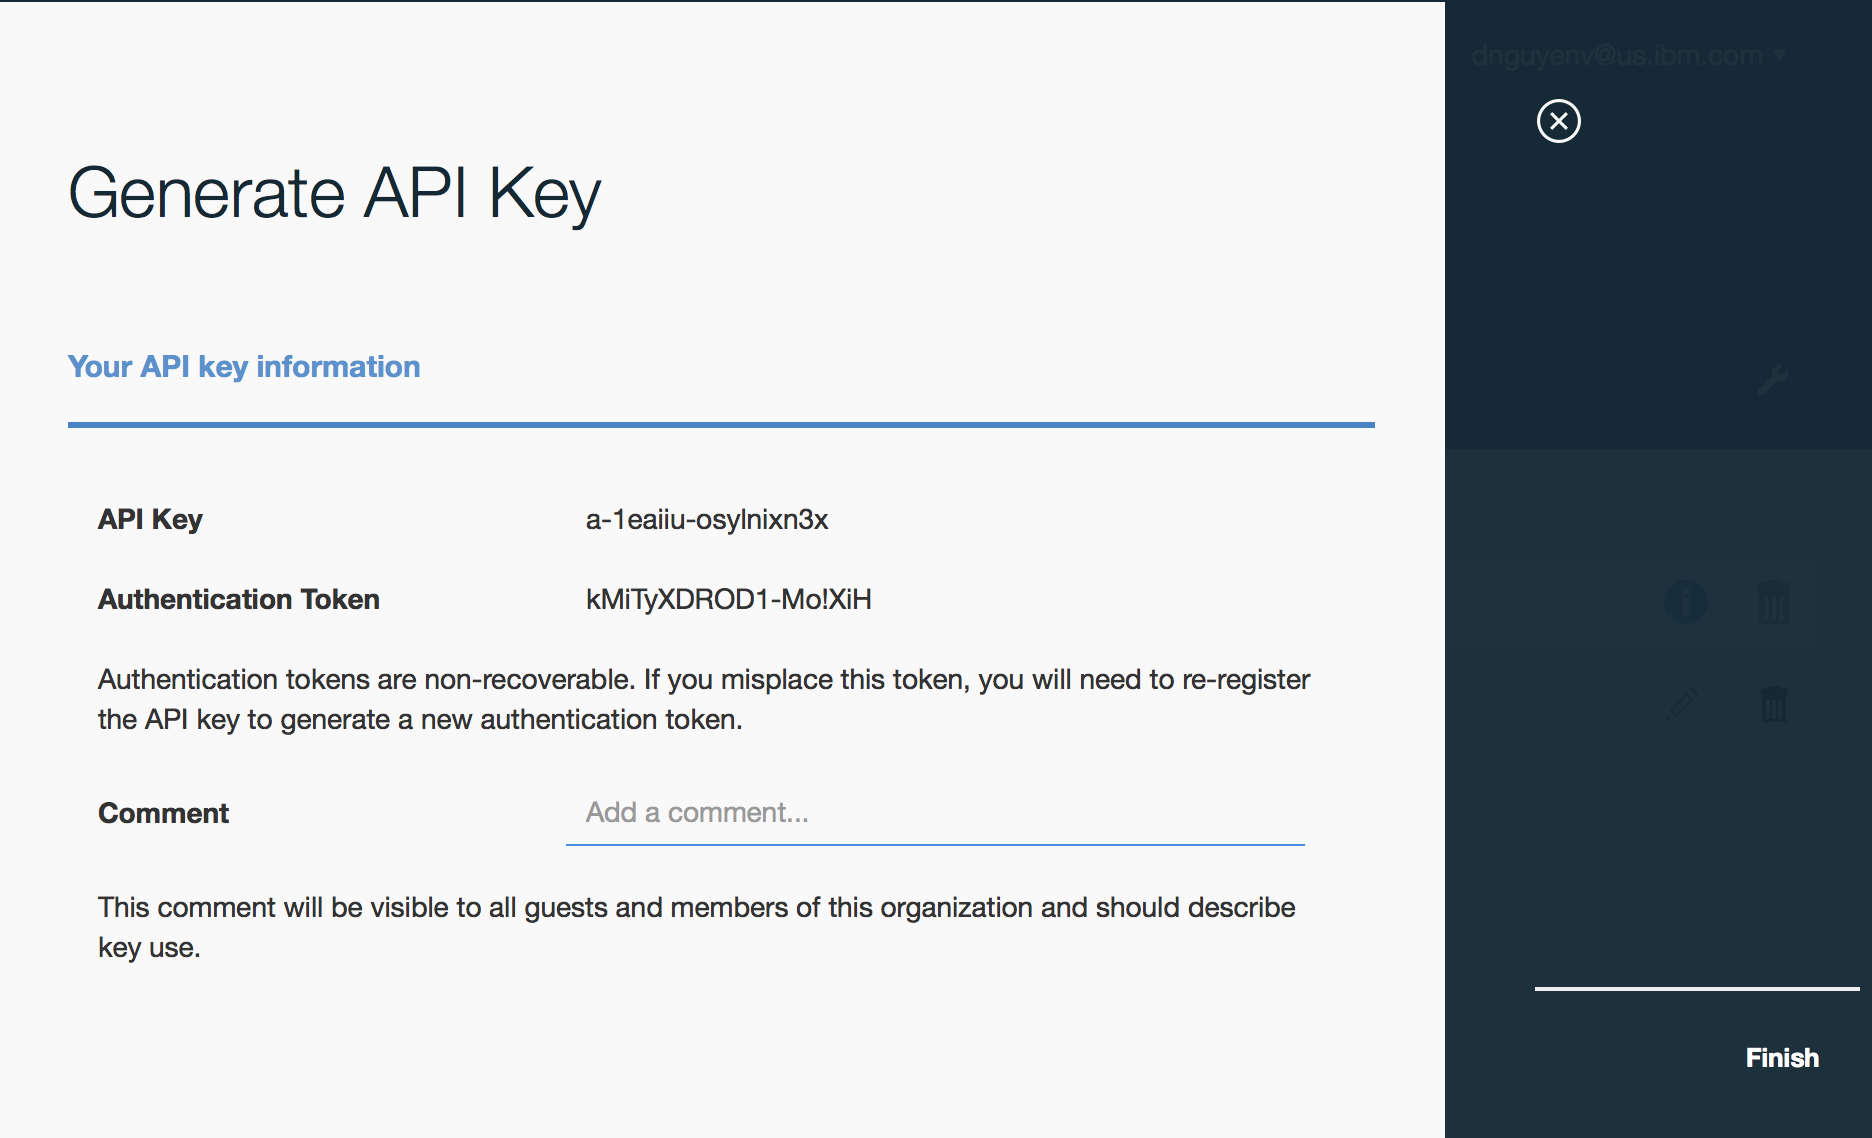 dnguyenv@us.ibm.com
Generate API Key
Your API key information
API Key a-1eaiiu-osylnixn3x
Authentication Token kMiTyXDROD1-Mo!XiH
Authentication tokens are non-recoverable. If you misplace this token, you will need to re-register
the API key to generate a new authentication token.
Comment Add a comment...
This comment will be visible to all guests and members of this organization and should describe
key use.
Finish